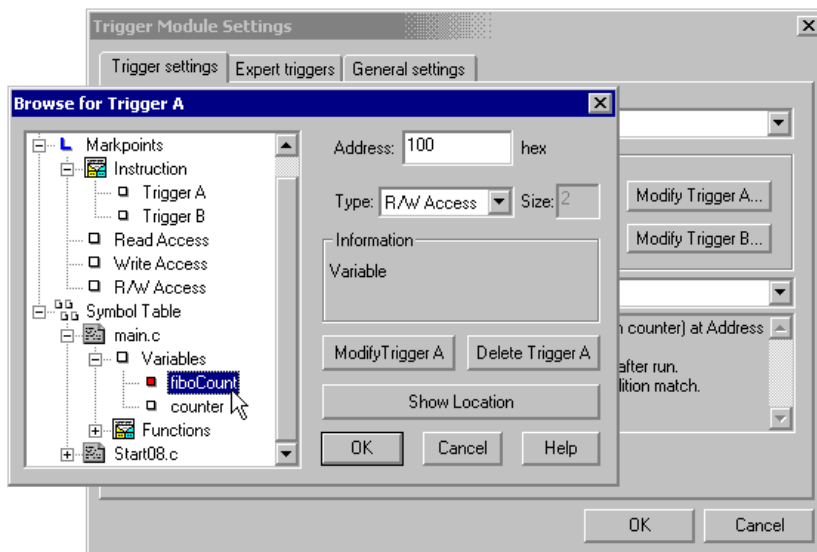 Trigger Module Settings
Trigger settings
Expert triggers
General settings
Browse for Trigger A
Markpoints
Instruction
Trigger A
Trigger B
Read Access
Write Access
R/W Access
Symbol Table
main.c
Variables
fiboCount
counter
Functions
Start08.c
Address: 100 hex
Type: R/W Access Size: 2
Information
Variable
ModifyTrigger A
Delete Trigger A
Show Location
OK
Cancel
Help
Modify Trigger A...
Modify Trigger B...
counter) at Address
after run.
dition match.
OK
Cancel